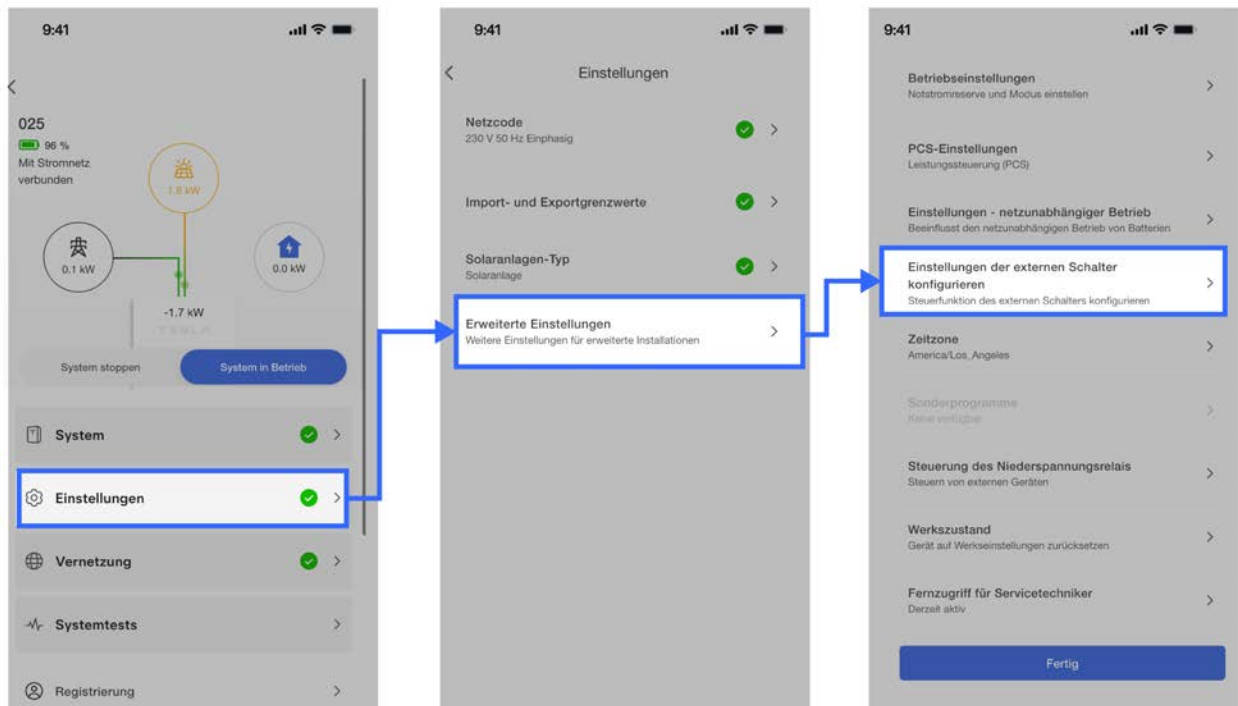 9:41
025
96 %
Mit Stromnetz
verbunden
1.8 kW
0.1 kW
0.0 kW
-1.7 kW
TESLA
System stoppen
System in Betrieb
System
Einstellungen
Vernetzung
Systemtests
Registrierung
9:41
Einstellungen
Netzcode
230 V 50 Hz Einphasig
Import- und Exportgrenzwerte
Solaranlagen-Typ
Solaranlage
Erweiterte Einstellungen
Weitere Einstellungen für erweiterte Installationen
9:41
Betriebseinstellungen
Notstromreserve und Modus einstellen
PCS-Einstellungen
Leistungssteuerung (PCS)
Einstellungen - netzunabhängiger Betrieb
Beeinflusst den netzunabhängigen Betrieb von Batterien
Einstellungen der externen Schalter
konfigurieren
Steuerfunktion des externen Schalters konfigurieren
Zeitzone
America/Los_Angeles
Sonderprogramme
Keine verfügbar
Steuerung des Niederspannungsrelais
Steuern von externen Geräten
Werkszustand
Gerät auf Werkseinstellungen zurücksetzen
Fernzugriff für Servicetechniker
Derzeit aktiv
Fertig